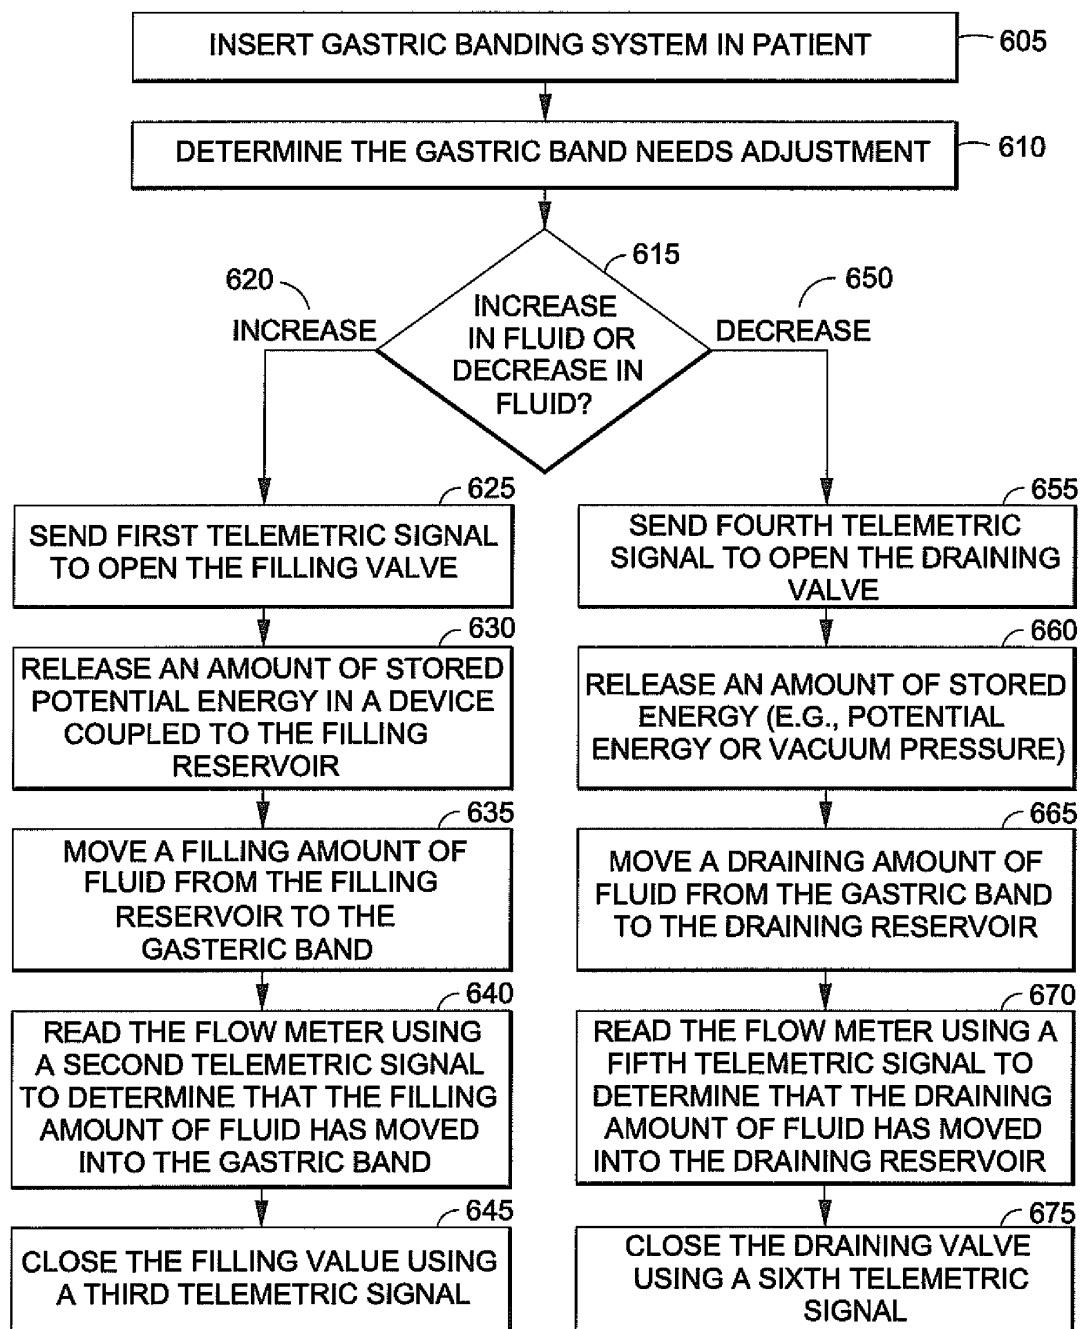 INSERT GASTRIC BANDING SYSTEM IN PATIENT
605
DETERMINE THE GASTRIC BAND NEEDS ADJUSTMENT
610
615
INCREASE
IN FLUID OR
DECREASE IN
FLUID?
620
INCREASE
650
DECREASE
625
SEND FIRST TELEMETRIC SIGNAL
TO OPEN THE FILLING VALVE
630
RELEASE AN AMOUNT OF STORED
POTENTIAL ENERGY IN A DEVICE
COUPLED TO THE FILLING
RESERVOIR
635
MOVE A FILLING AMOUNT OF
FLUID FROM THE FILLING
RESERVOIR TO THE
GASTERIC BAND
640
READ THE FLOW METER USING
A SECOND TELEMETRIC SIGNAL
TO DETERMINE THAT THE FILLING
AMOUNT OF FLUID HAS MOVED
INTO THE GASTRIC BAND
645
CLOSE THE FILLING VALUE USING
A THIRD TELEMETRIC SIGNAL
655
SEND FOURTH TELEMETRIC
SIGNAL TO OPEN THE DRAINING
VALVE
660
RELEASE AN AMOUNT OF STORED
ENERGY (E.G., POTENTIAL
ENERGY OR VACUUM PRESSURE)
665
MOVE A DRAINING AMOUNT OF
FLUID FROM THE GASTRIC BAND
TO THE DRAINING RESERVOIR
670
READ THE FLOW METER USING A
FIFTH TELEMETRIC SIGNAL TO
DETERMINE THAT THE DRAINING
AMOUNT OF FLUID HAS MOVED
INTO THE DRAINING RESERVOIR
675
CLOSE THE DRAINING VALVE
USING A SIXTH TELEMETRIC
SIGNAL